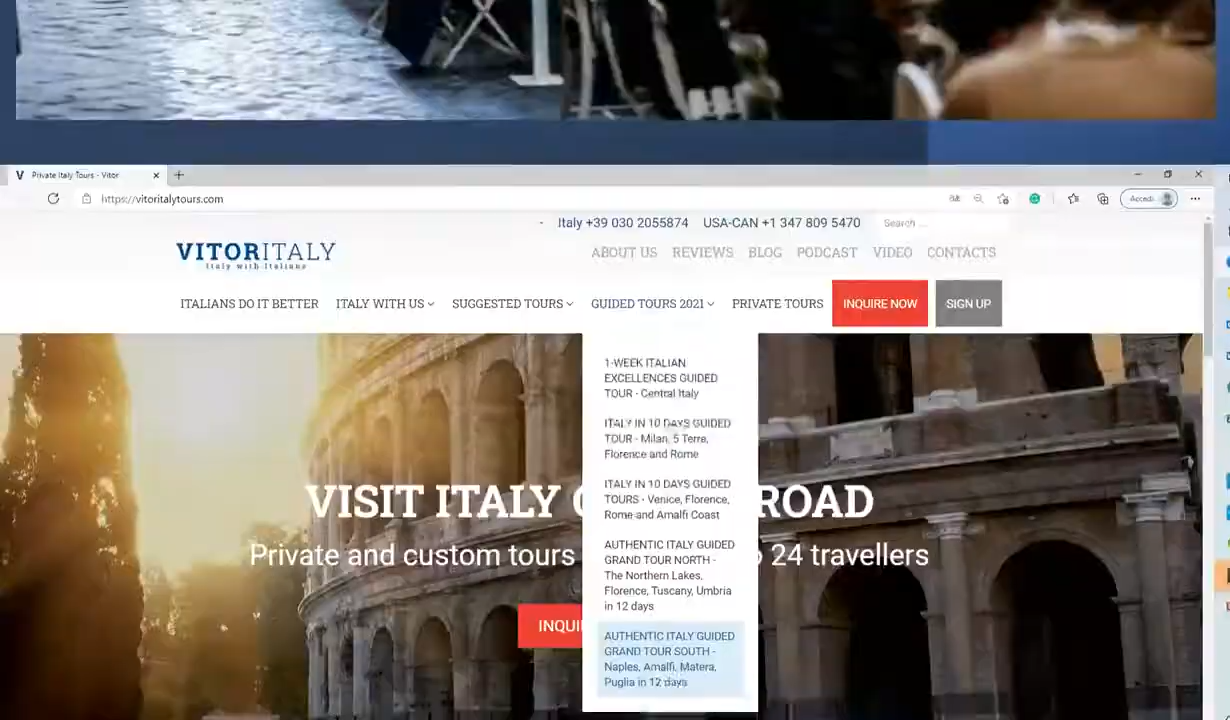 V Private Italy Tours - Vitor
https://vitoritalytours.com
Accedi
- Italy +39 030 2055874 USA-CAN +1 347 809 5470 Search ...
VITORITALY
Italy with Italians
ABOUT US REVIEWS BLOG PODCAST VIDEO CONTACTS
ITALIANS DO IT BETTER ITALY WITH US SUGGESTED TOURS GUIDED TOURS 2021 PRIVATE TOURS INQUIRE NOW SIGN UP
1-WEEK ITALIAN
EXCELLENCES GUIDED
TOUR - Central Italy
ITALY IN 10 DAYS GUIDED
TOUR - Milan, 5 Terre,
Florence and Rome
ITALY IN 10 DAYS GUIDED
TOURS - Venice, Florence,
Rome and Amalfi Coast
AUTHENTIC ITALY GUIDED
GRAND TOUR NORTH -
The Northern Lakes,
Florence, Tuscany, Umbria
in 12 days
AUTHENTIC ITALY GUIDED
GRAND TOUR SOUTH -
Naples, Amalfi, Matera,
Puglia in 12 days
VISIT ITALY ROAD
Private and custom tours 24 travellers
INQUI